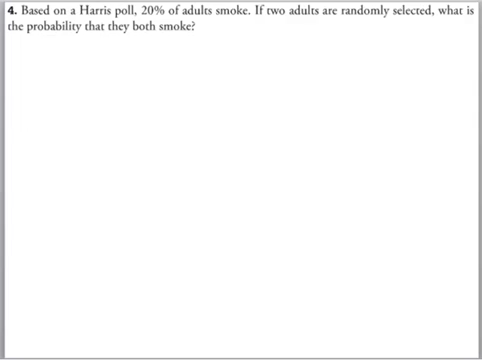 4. Based on a Harris poll, 20% of adults smoke. If two adults are randomly selected, what is
the probability that they both smoke?